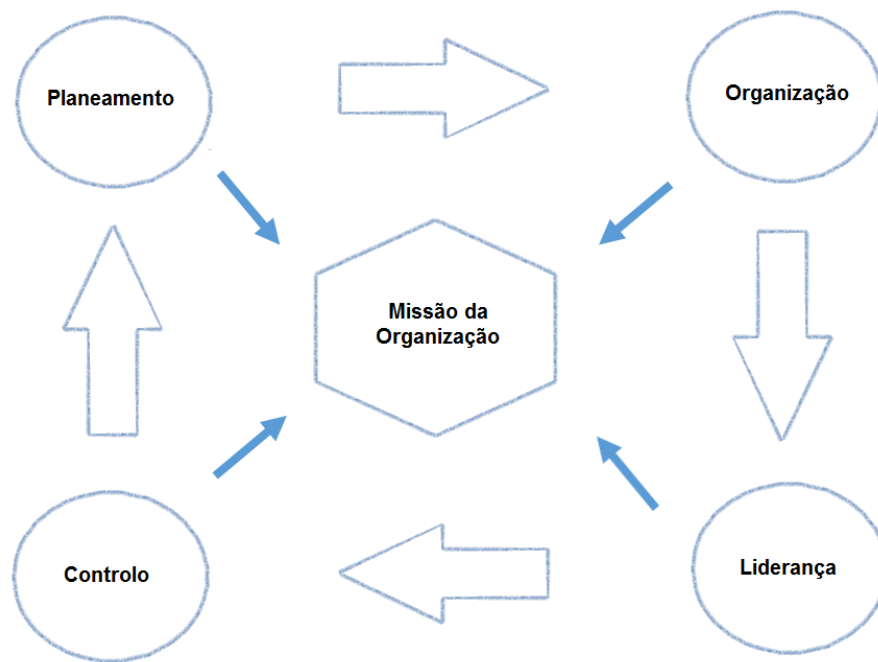 Planeamento
Organização
Missão da
Organização
Controlo
Liderança